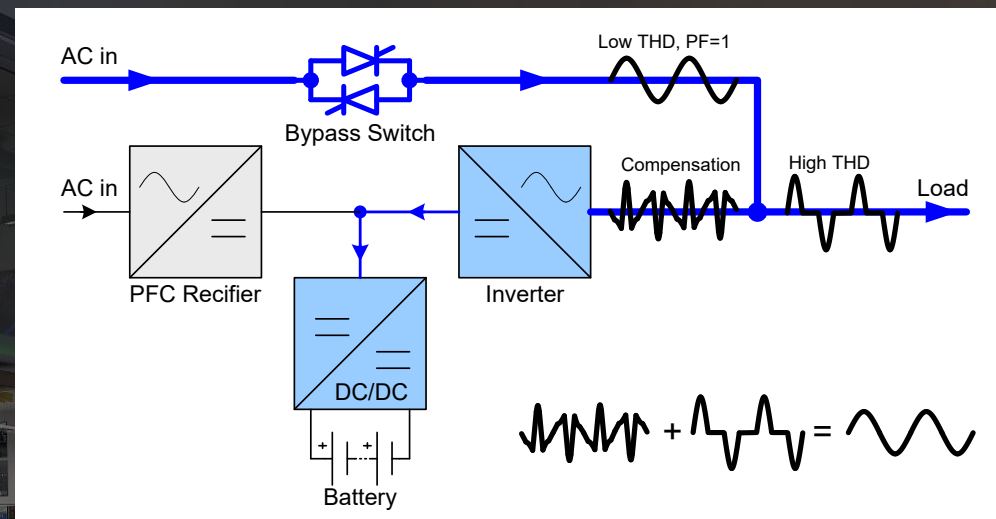 AC in
Low THD, PF=1
Bypass Switch
AC in
Compensation
High THD
Load
PFC Recifier
Inverter
DC/DC
+ +
Battery
+ =